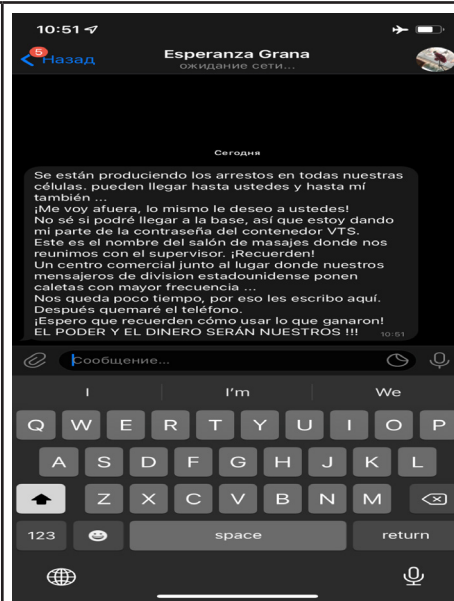 10:51
5
Назад
Esperanza Grana
ожидание сети...
Сегодня
Se están produciendo los arrestos en todas nuestras
células. pueden llegar hasta ustedes y hasta mí
también ...
¡Me voy afuera, lo mismo le deseo a ustedes!
No sé si podré llegar a la base, así que estoy dando
mi parte de la contraseña del contenedor VTS.
Este es el nombre del salón de masajes donde nos
reunimos con el supervisor. ¡Recuerden!
Un centro comercial junto al lugar donde nuestros
mensajeros de division estadounidense ponen
caletas con mayor frecuencia ...
Nos queda poco tiempo, por eso les escribo aquí.
Después quemaré el teléfono.
¡Espero que recuerden cómo usar lo que ganaron!
EL PODER Y EL DINERO SERÁN NUESTROS !!!
10:51
Сообщение...
I I'm We
Q W E R T Y U I O P
A S D F G H J K L
Z X C V B N M
123 space return